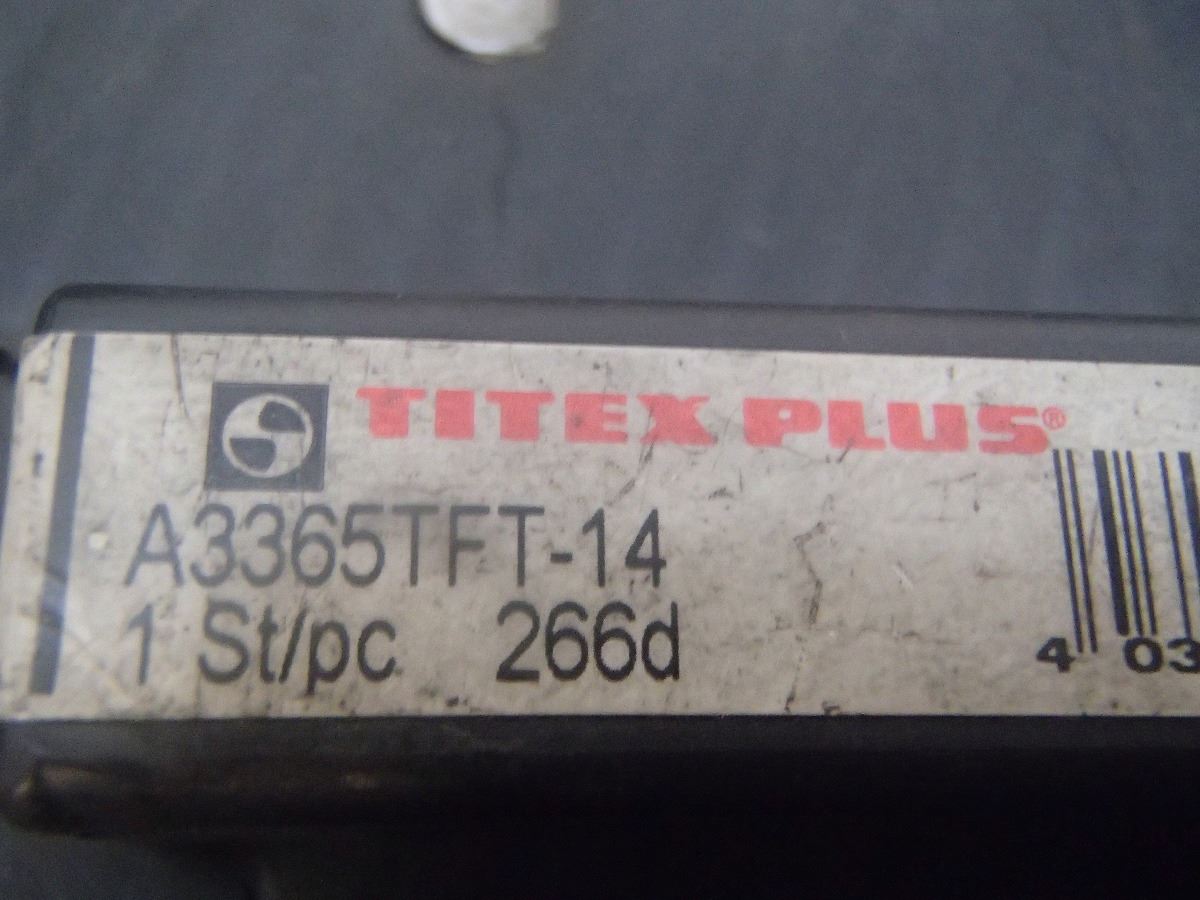 TITEX PLUS®
A3365TFT-14
1 St/pc 266d
4 03